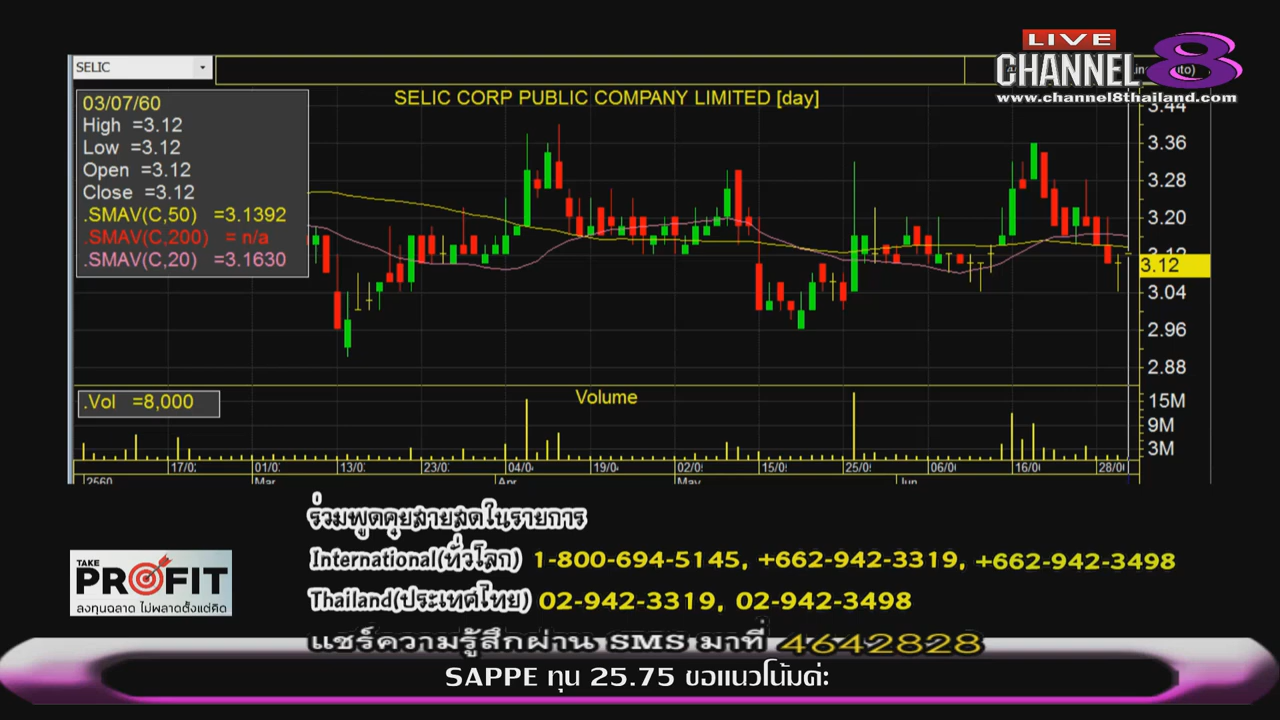 LIVE
CHANNEL 8
www.channel8thailand.com
SELIC
SELIC CORP PUBLIC COMPANY LIMITED [day]
03/07/60
High =3.12
Low =3.12
Open =3.12
Close =3.12
.SMAV(C,50) =3.1392
.SMAV(C,200) = n/a
.SMAV(C,20) =3.1630
3.44
3.36
3.28
3.20
3.12
3.12
3.04
2.96
2.88
.Vol =8,000
Volume
15M
9M
3M
17/0
01/0
13/0
23/0
04/0
19/0
02/0
15/0
25/0
06/0
16/0
28/0
2560
Mar
Apr
May
Jun
ร่วมพูดคุยสายสดในรายการ
International(ทั่วโลก) 1-800-694-5145, +662-942-3319, +662-942-3498
Thailand(ประเทศไทย) 02-942-3319, 02-942-3498
TAKE
PROFIT
ลงทุนฉลาด ไม่พลาดตั้งแต่คิด
แชร์ความรู้สึกผ่าน SMS มาที่ 4642828
SAPPE ทุน 25.75 ขอแนวโน้มค่ะ